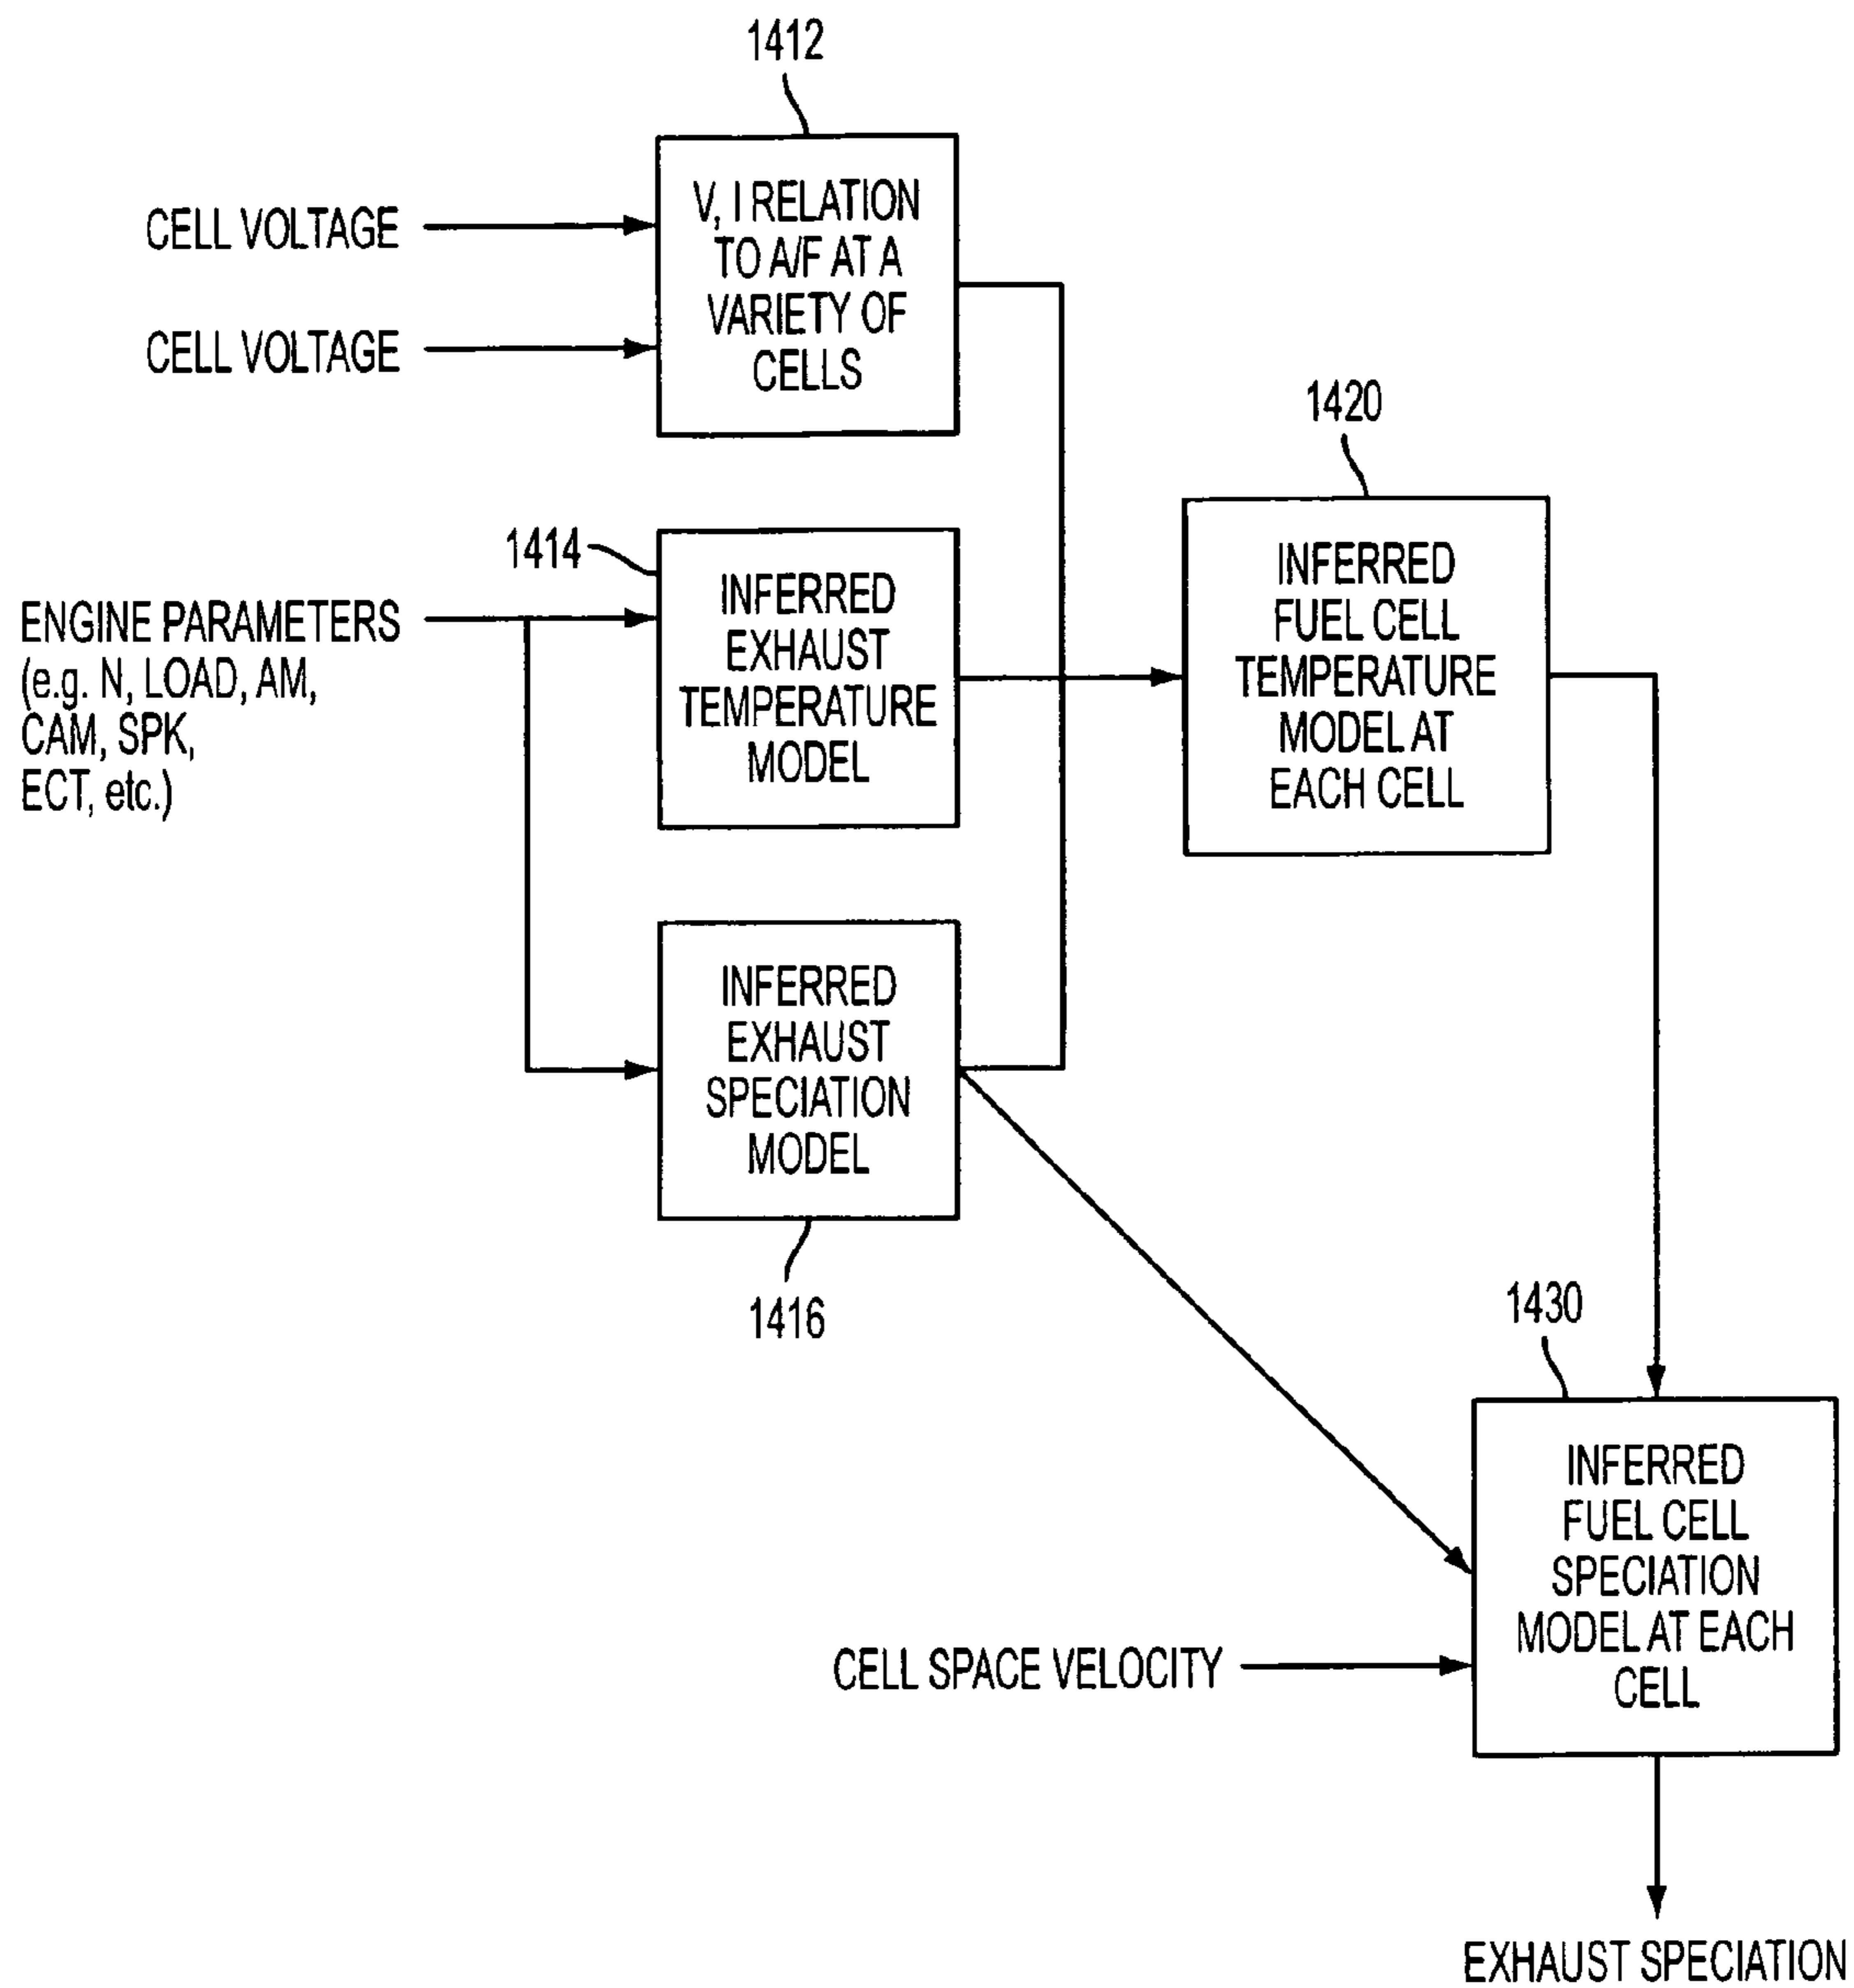 1412
V, I RELATION
TO A/F AT A
VARIETY OF
CELLS
CELL VOLTAGE
CELL VOLTAGE
1420
INFERRED
FUEL CELL
TEMPERATURE
MODEL AT
EACH CELL
1414
INFERRED
EXHAUST
TEMPERATURE
MODEL
ENGINE PARAMETERS
(e.g. N, LOAD, AM,
CAM, SPK,
ECT, etc.)
INFERRED
EXHAUST
SPECIATION
MODEL
1416
1430
INFERRED
FUEL CELL
SPECIATION
MODEL AT EACH
CELL
CELL SPACE VELOCITY
EXHAUST SPECIATION